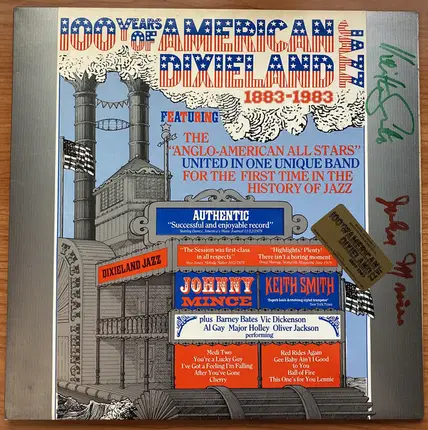 100 YEARS OF AMERICAN
DIXIELAND JAZZ
1883-1983
FEATURING
THE
"ANGLO-AMERICAN ALL STARS"
UNITED IN ONE UNIQUE BAND
FOR THE FIRST TIME IN THE
HISTORY OF JAZZ
AUTHENTIC
"Successful and enjoyable record"
DIXIELAND JAZZ
"The Session was first-class
in all respects"
"Highlights? Plenty!
There isn't a boring moment"
JOHNNY
MINCE
KEITH SMITH
New York Times
plus Barney Bates Vic Dickenson
Al Gay Major Holley Oliver Jackson
performing
Medi Two
You're a Lucky Guy
I've Got a Feeling I'm Falling
After You've Gone
Cherry
Red Rides Again
Gee Baby Ain't I Good
to You
Ball of Fire
This One's for You Lennie
Keith Smith